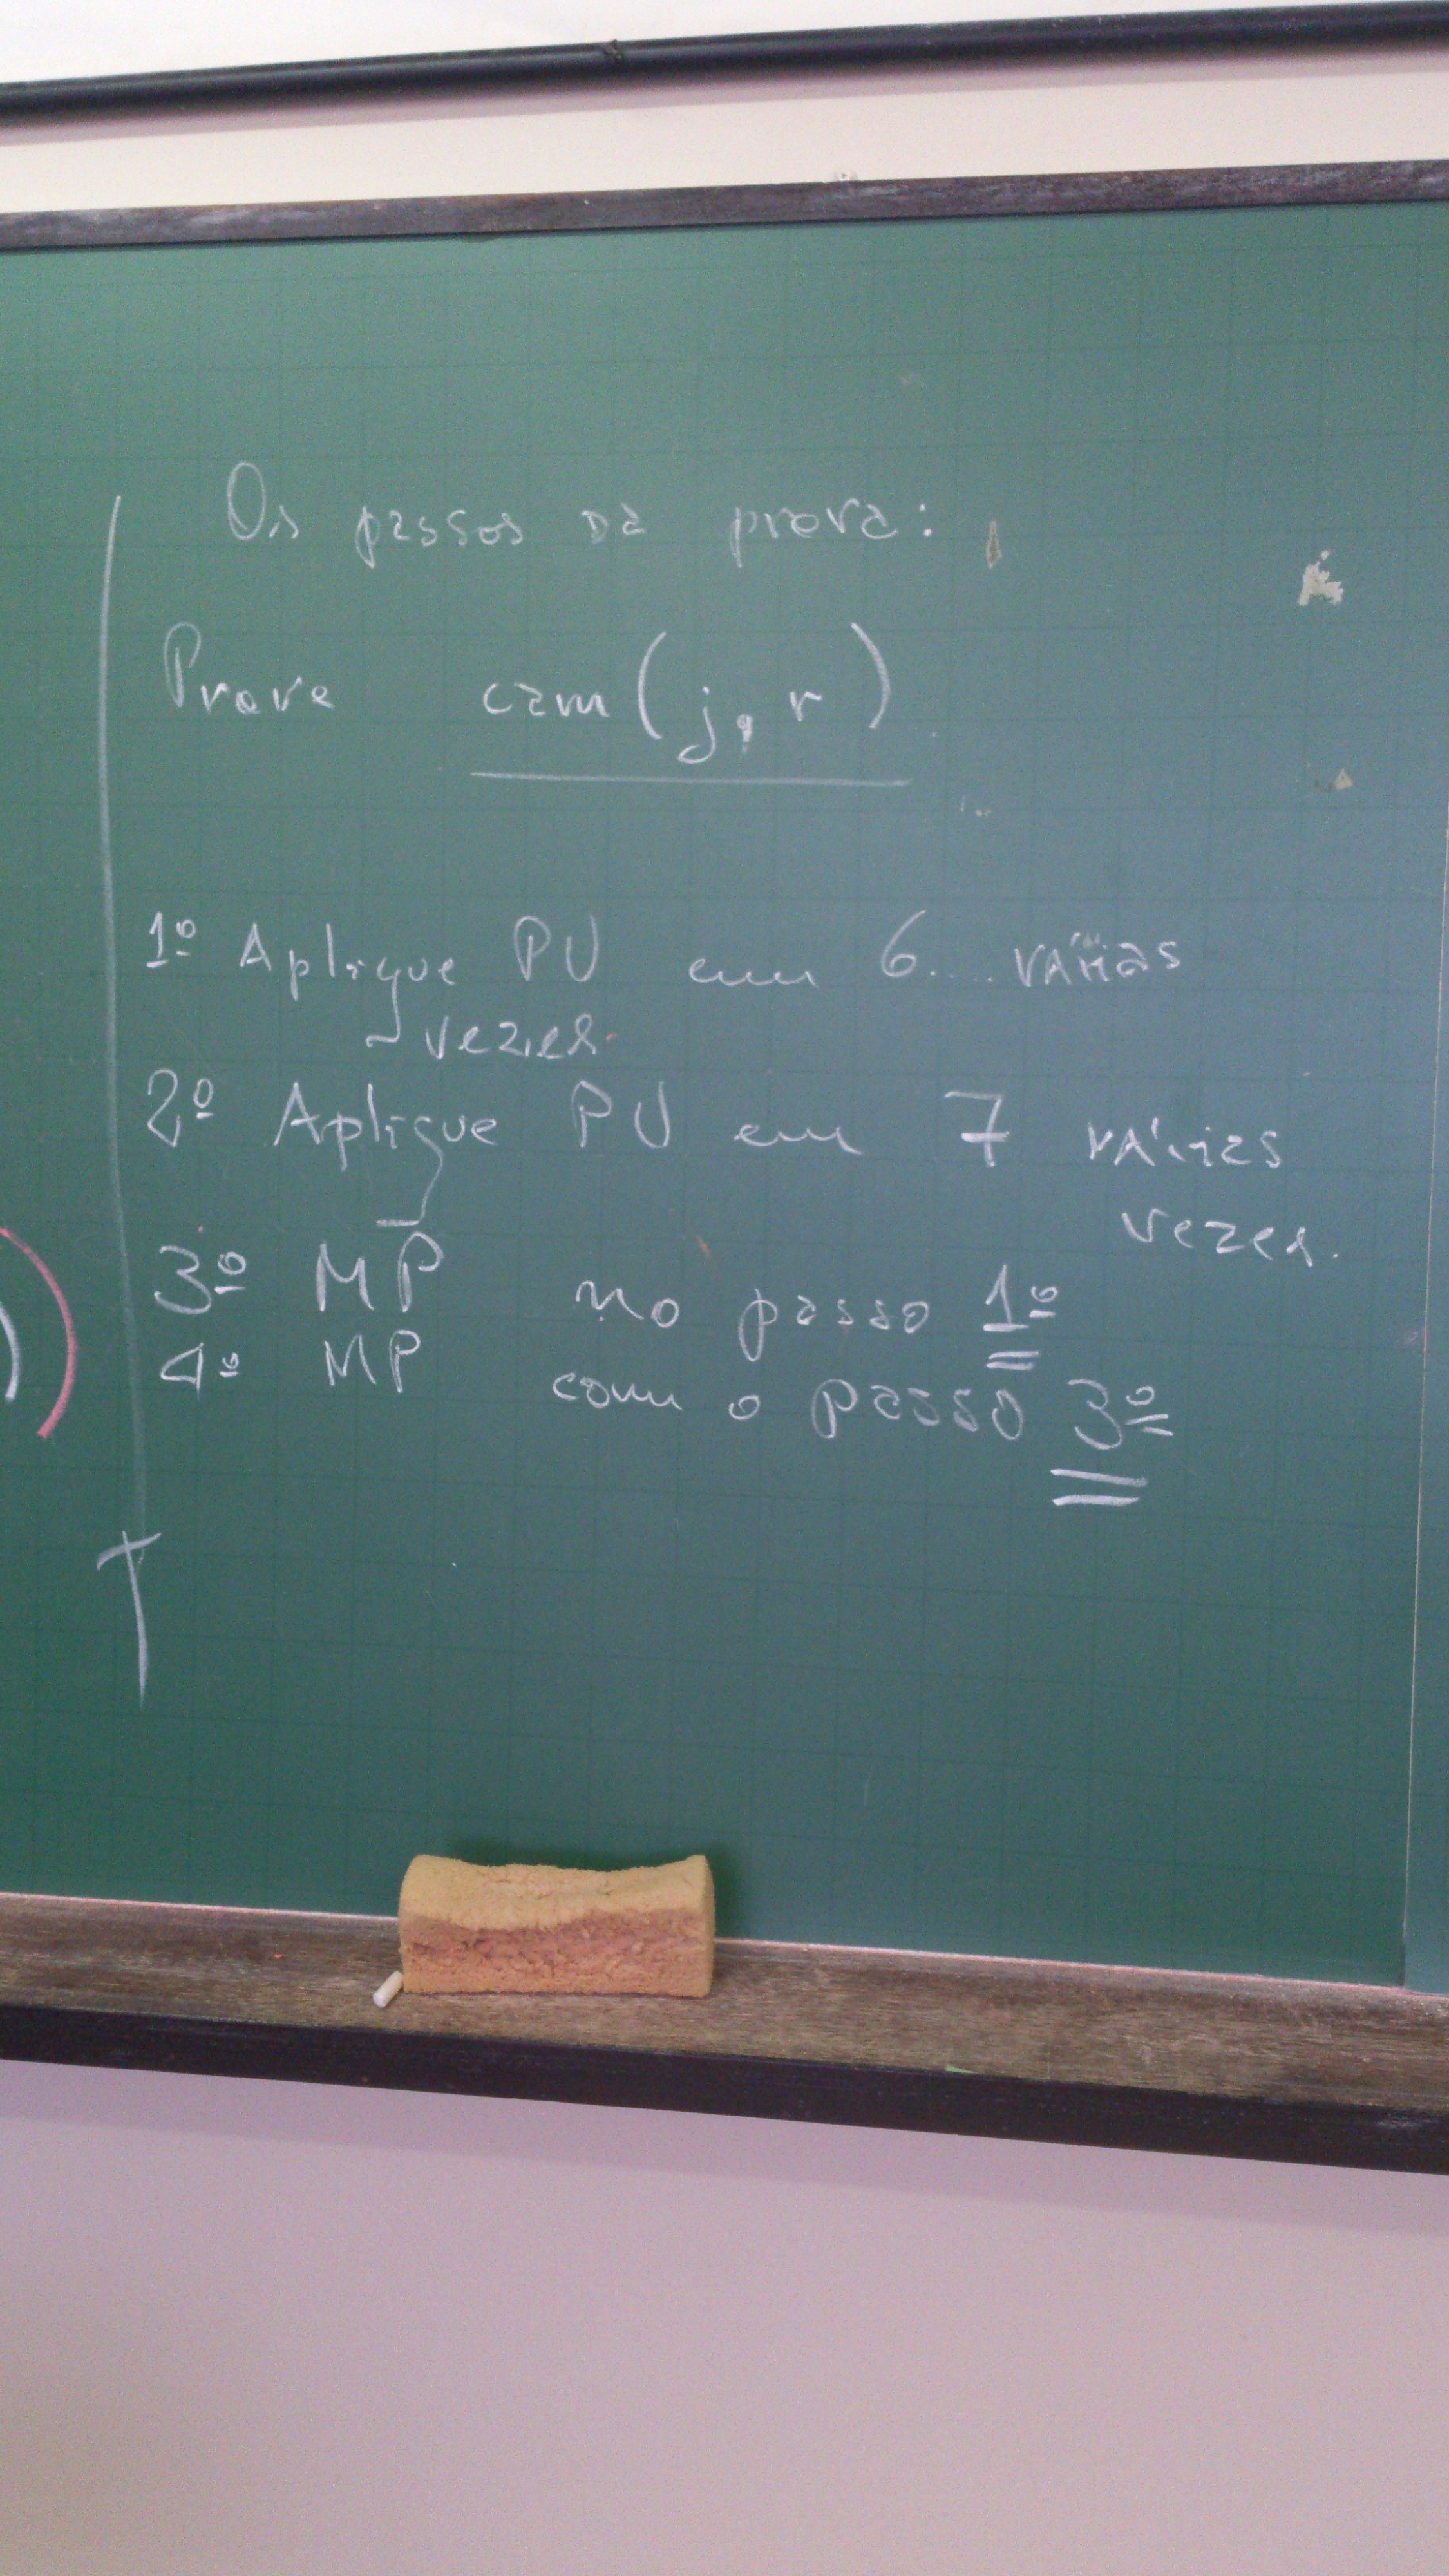 Os passos da prova:
Prove cam(j,r)
1º Aplique PU em 6.... várias
vezes.
2º Aplique PU em 7 várias
vezes.
3º MP no passo 1º
4º MP com o passo 3º